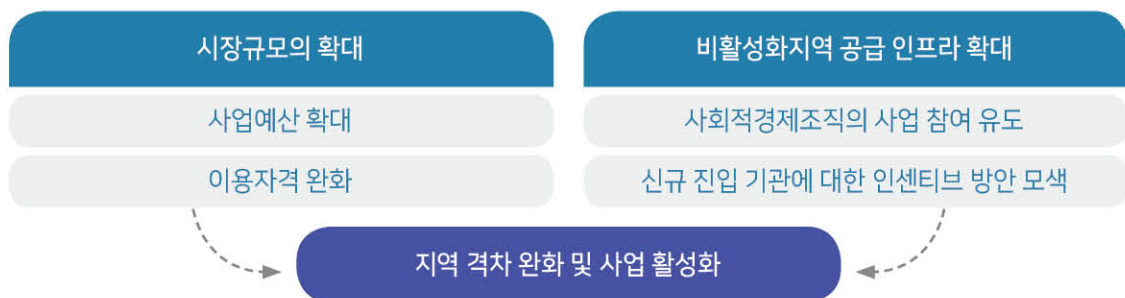 시장규모의 확대
사업예산 확대
이용자격 완화
비활성화지역 공급 인프라 확대
사회적경제조직의 사업 참여 유도
신규 진입 기관에 대한 인센티브 방안 모색
지역 격차 완화 및 사업 활성화